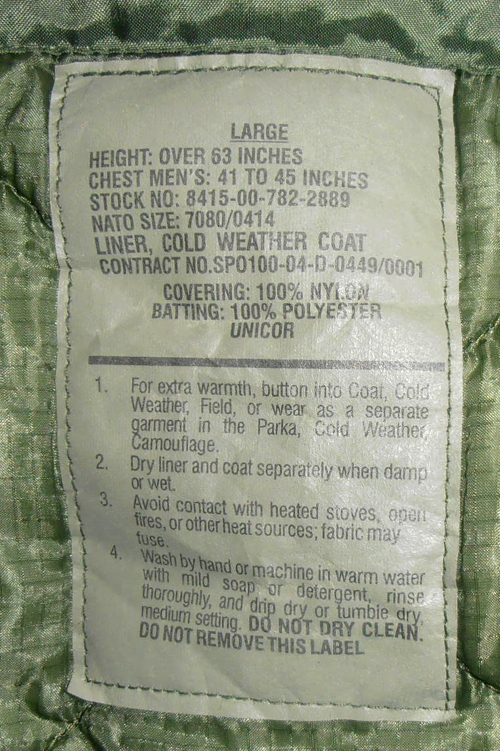 LARGE
HEIGHT: OVER 63 INCHES
CHEST MEN'S: 41 TO 45 INCHES
STOCK NO: 8415-00-782-2889
NATO SIZE: 7080/0414
LINER, COLD WEATHER COAT
CONTRACT NO.SPO100-04-D-0449/0001
COVERING: 100% NYLON
BATTING: 100% POLYESTER
UNICOR
1. For extra warmth, button into Coat, Cold
Weather, Field, or wear as a separate
garment in the Parka, Cold Weather,
Camouflage.
2. Dry liner and coat separately when damp
or wet.
3. Avoid contact with heated stoves, open
fires, or other heat sources; fabric may
fuse.
4. Wash by hand or machine in warm water
with mild soap or detergent, rinse
thoroughly, and drip dry or tumble dry,
medium setting. DO NOT DRY CLEAN.
DO NOT REMOVE THIS LABEL